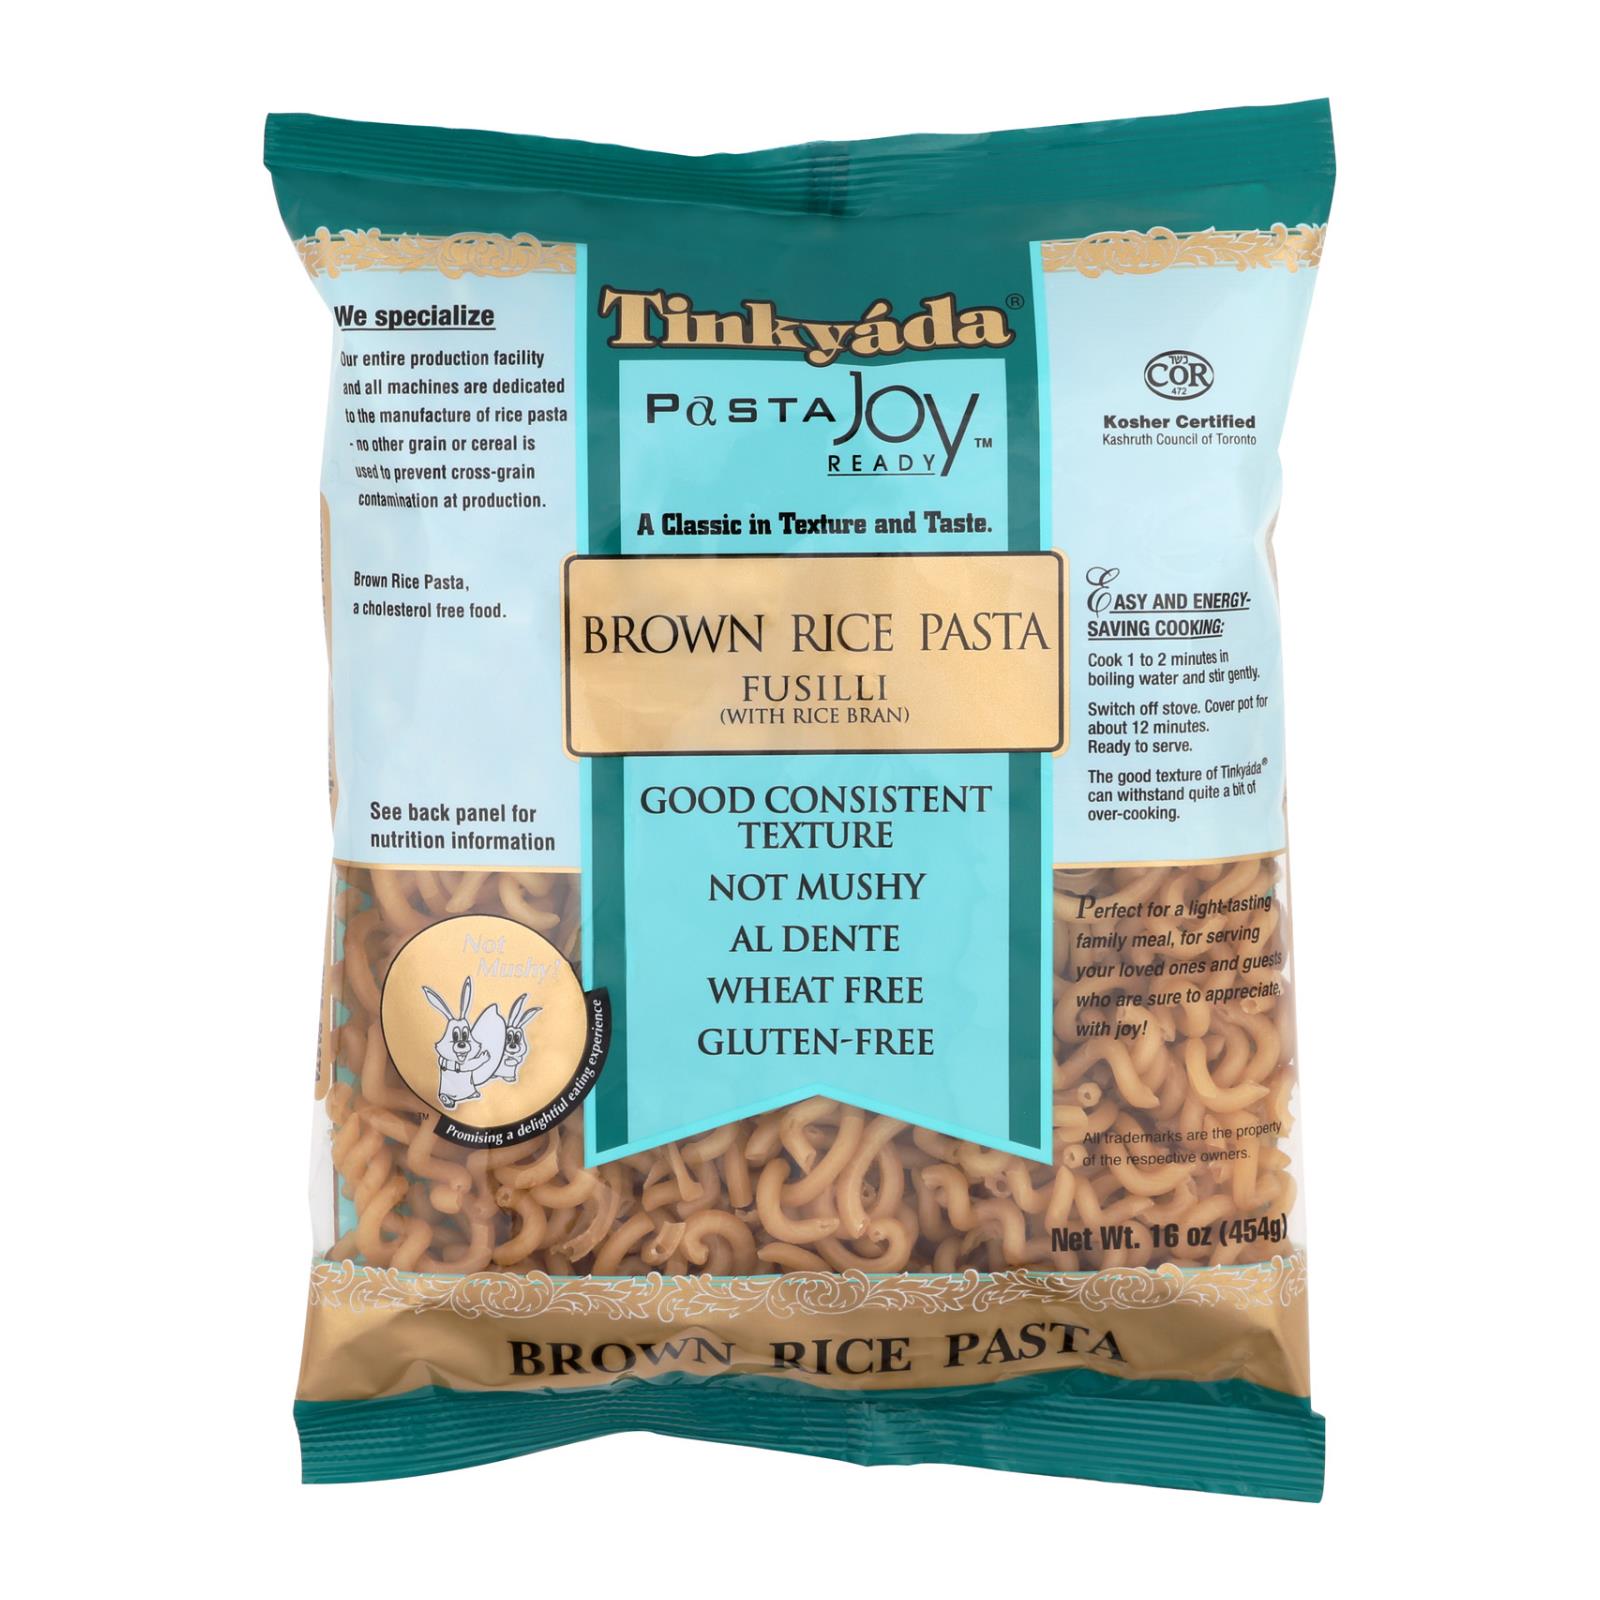 Tinkyáda®
PASTA JOY™
READY
A Classic in Texture and Taste.
BROWN RICE PASTA
FUSILLI
(WITH RICE BRAN)
GOOD CONSISTENT
TEXTURE
NOT MUSHY
AL DENTE
WHEAT FREE
GLUTEN-FREE
We specialize
Our entire production facility
and all machines are dedicated
to the manufacture of rice pasta
- no other grain or cereal is
used to prevent cross-grain
contamination at production.
Brown Rice Pasta,
a cholesterol free food.
See back panel for
nutrition information
Not
Mushy!
TM
Promising a delightful eating experience
כשר
COR
472
Kosher Certified
Kashruth Council of Toronto
EASY AND ENERGY-
SAVING COOKING:
Cook 1 to 2 minutes in
boiling water and stir gently.
Switch off stove. Cover pot for
about 12 minutes.
Ready to serve.
The good texture of Tinkyáda®
can withstand quite a bit of
over-cooking.
Perfect for a light-tasting
family meal, for serving
your loved ones and guests
who are sure to appreciate,
with joy!
All trademarks are the property
of the respective owners.
Net Wt. 16 oz (454g)
BROWN RICE PASTA